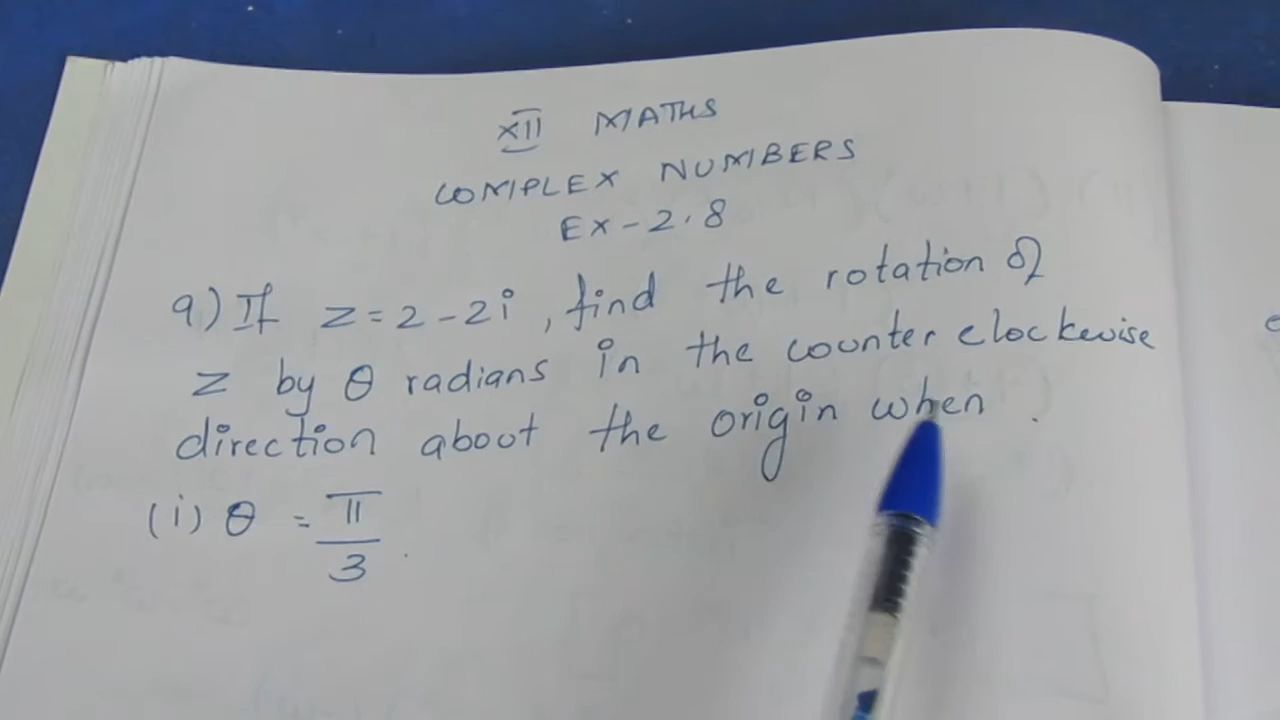 XII MATHS
COMPLEX NUMBERS
EX-2.8
9) If z=2-2i, find the rotation of
z by θ radians in the counter clockwise
direction about the origin when .
(i) θ = π/3.